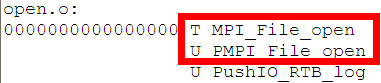 open.o:
0000000000000000 T MPI_File_open
U PMPI_File_open
U PushIO_RTB_log